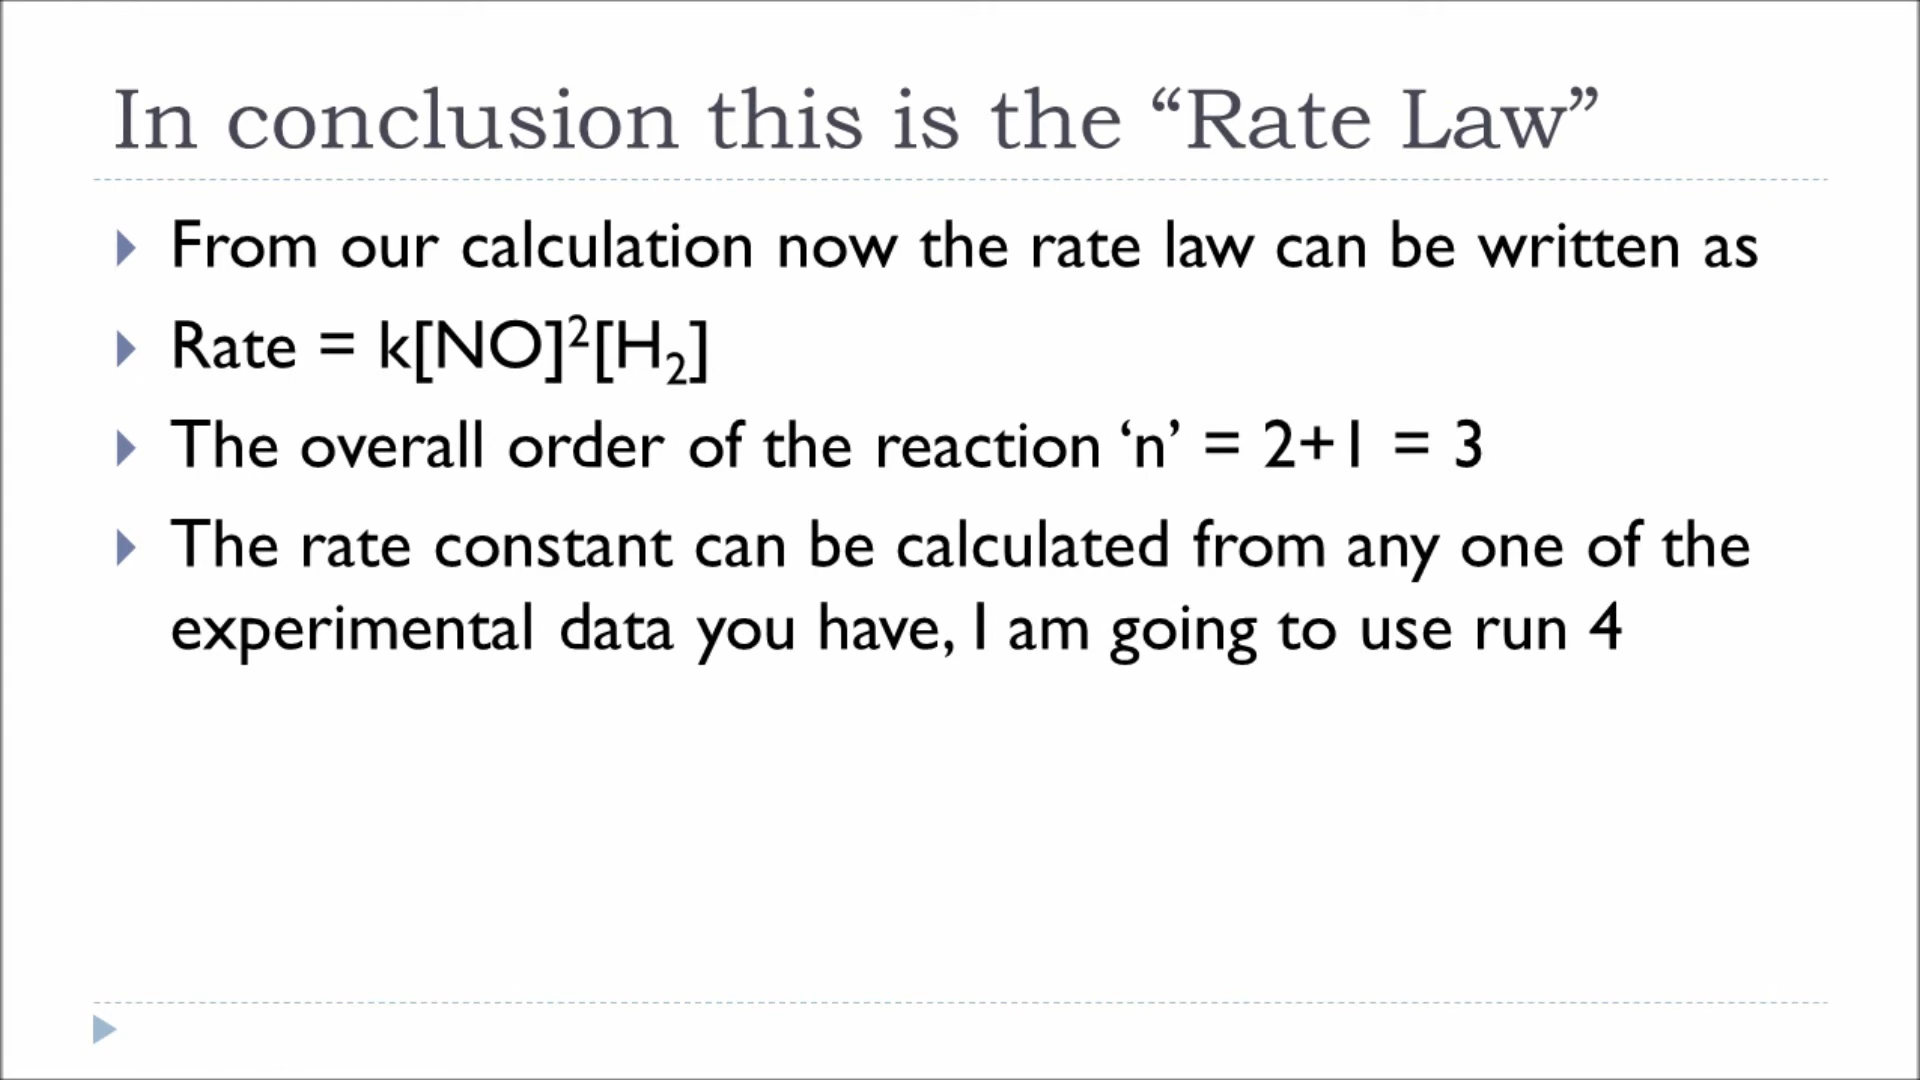 In conclusion this is the “Rate Law”
From our calculation now the rate law can be written as
Rate = k[NO]²[H₂]
The overall order of the reaction ‘n’ = 2+1 = 3
The rate constant can be calculated from any one of the
experimental data you have, I am going to use run 4